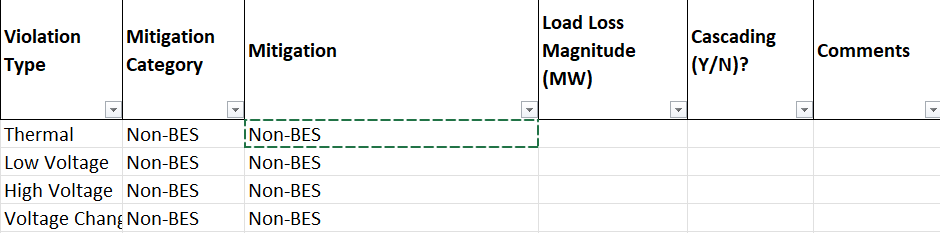 Violation Type
Mitigation Category
Mitigation
Load Loss Magnitude (MW)
Cascading (Y/N)?
Comments
Thermal Non-BES Non-BES
Low Voltage Non-BES Non-BES
High Voltage Non-BES Non-BES
Voltage Chang Non-BES Non-BES